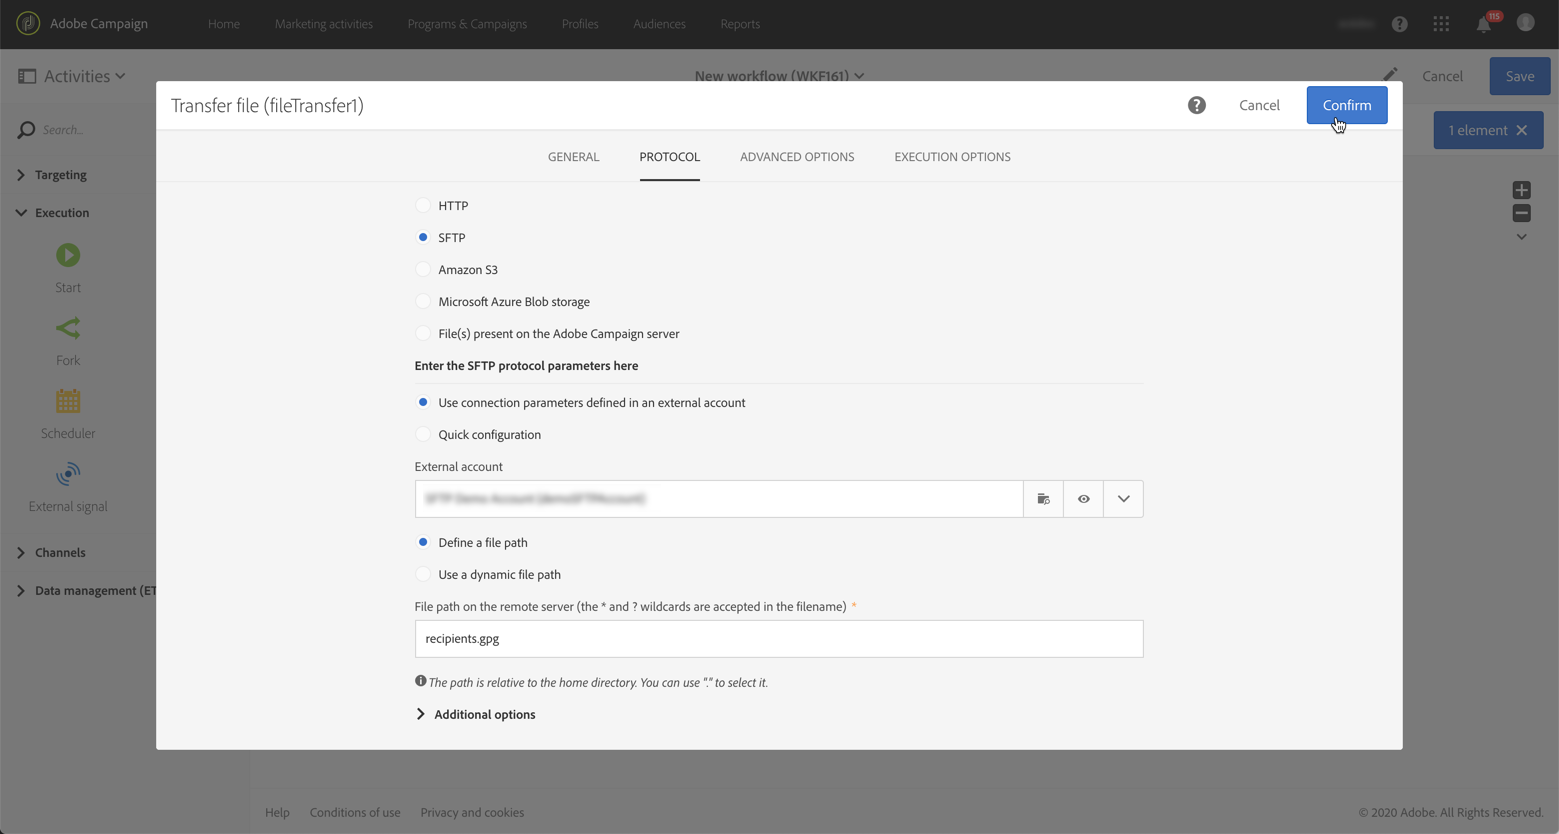 Adobe Campaign Home Marketing activities Programs & Campaigns Profiles Audiences Reports 115
Activities New workflow (WKF161) Cancel Save
Transfer file (fileTransfer1) Cancel Confirm
Search...
1 element
GENERAL PROTOCOL ADVANCED OPTIONS EXECUTION OPTIONS
Targeting
Execution
Start
Fork
Scheduler
External signal
Channels
Data management (ET
HTTP
SFTP
Amazon S3
Microsoft Azure Blob storage
File(s) present on the Adobe Campaign server
Enter the SFTP protocol parameters here
Use connection parameters defined in an external account
Quick configuration
External account
SFTP Demo Account (demoSFTPAccount)
Define a file path
Use a dynamic file path
File path on the remote server (the * and ? wildcards are accepted in the filename) *
recipients.gpg
The path is relative to the home directory. You can use "." to select it.
Additional options
Help Conditions of use Privacy and cookies © 2020 Adobe. All Rights Reserved.